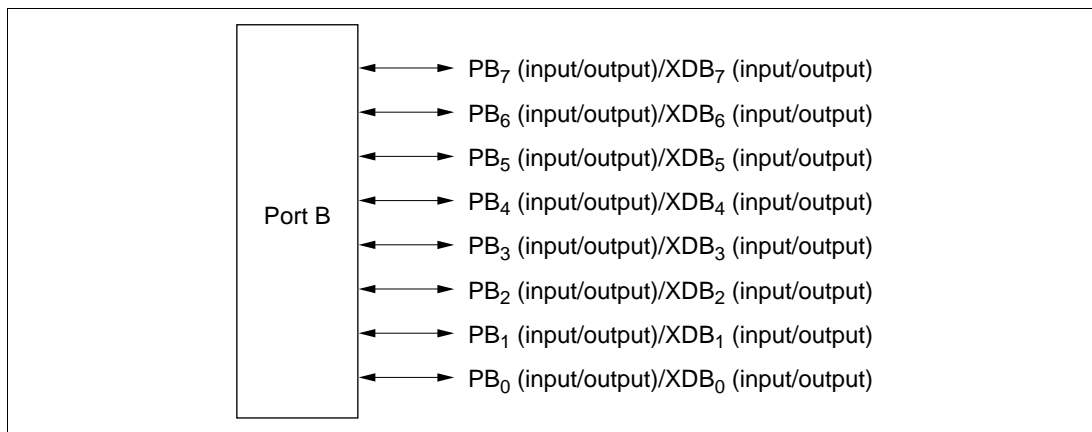 PB7 (input/output)/XDB7 (input/output)
PB6 (input/output)/XDB6 (input/output)
PB5 (input/output)/XDB5 (input/output)
PB4 (input/output)/XDB4 (input/output)
Port B
PB3 (input/output)/XDB3 (input/output)
PB2 (input/output)/XDB2 (input/output)
PB1 (input/output)/XDB1 (input/output)
PB0 (input/output)/XDB0 (input/output)